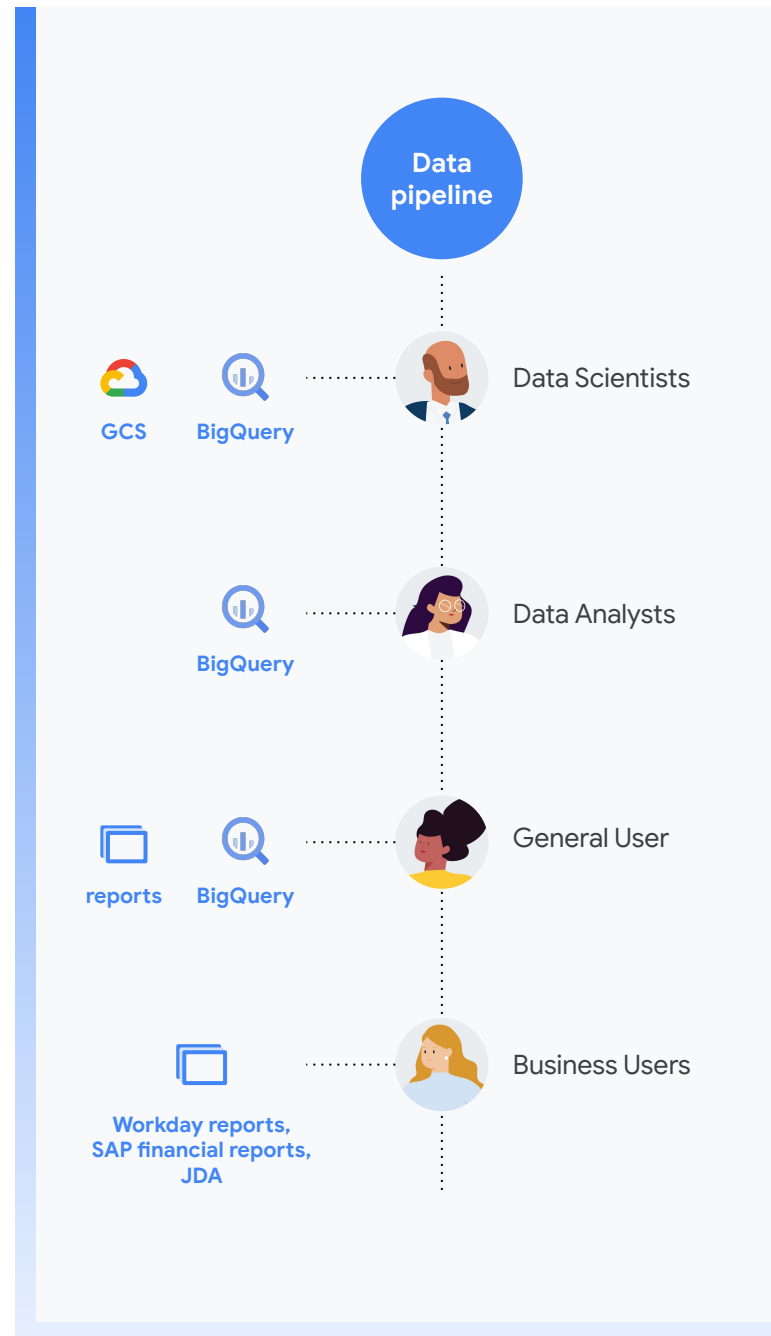 Data
pipeline
GCS
BigQuery
Data Scientists
BigQuery
Data Analysts
reports
BigQuery
General User
Workday reports,
SAP financial reports,
JDA
Business Users